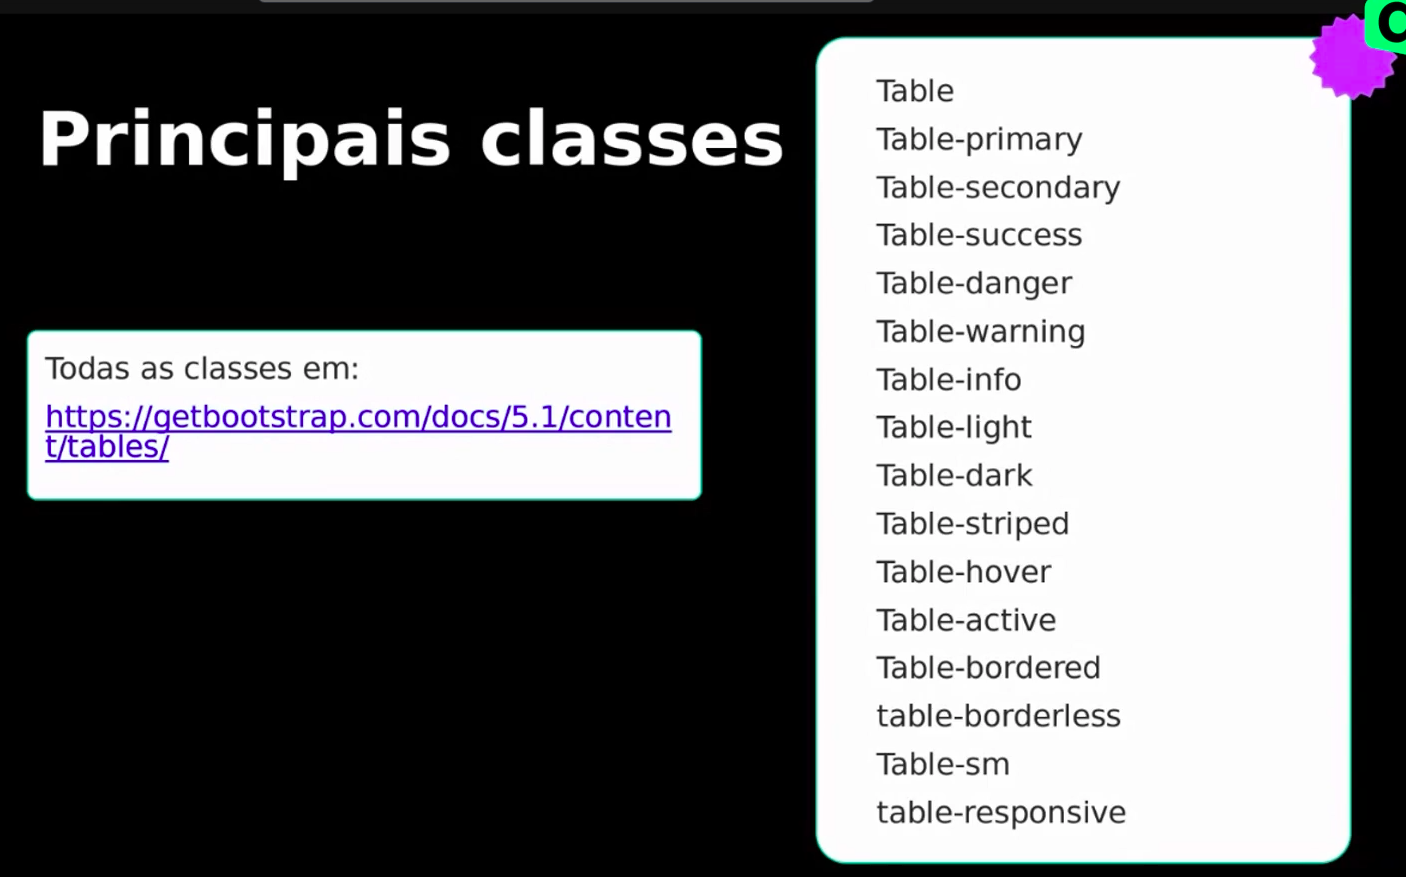 Principais classes
Todas as classes em:
https://getbootstrap.com/docs/5.1/conten
t/tables/
Table
Table-primary
Table-secondary
Table-success
Table-danger
Table-warning
Table-info
Table-light
Table-dark
Table-striped
Table-hover
Table-active
Table-bordered
table-borderless
Table-sm
table-responsive